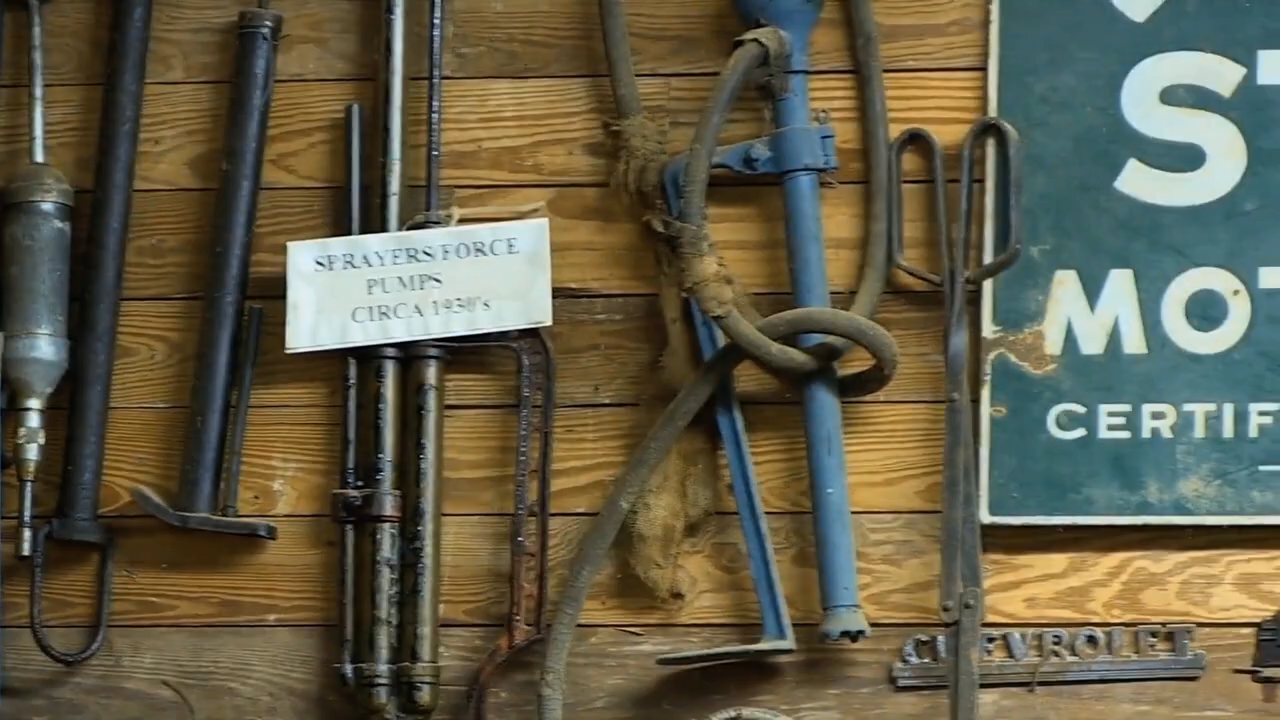 SPRAYERS/FORCE
PUMPS
CIRCA 1930's
ST
MOT
CERTIF
CHEVROLET